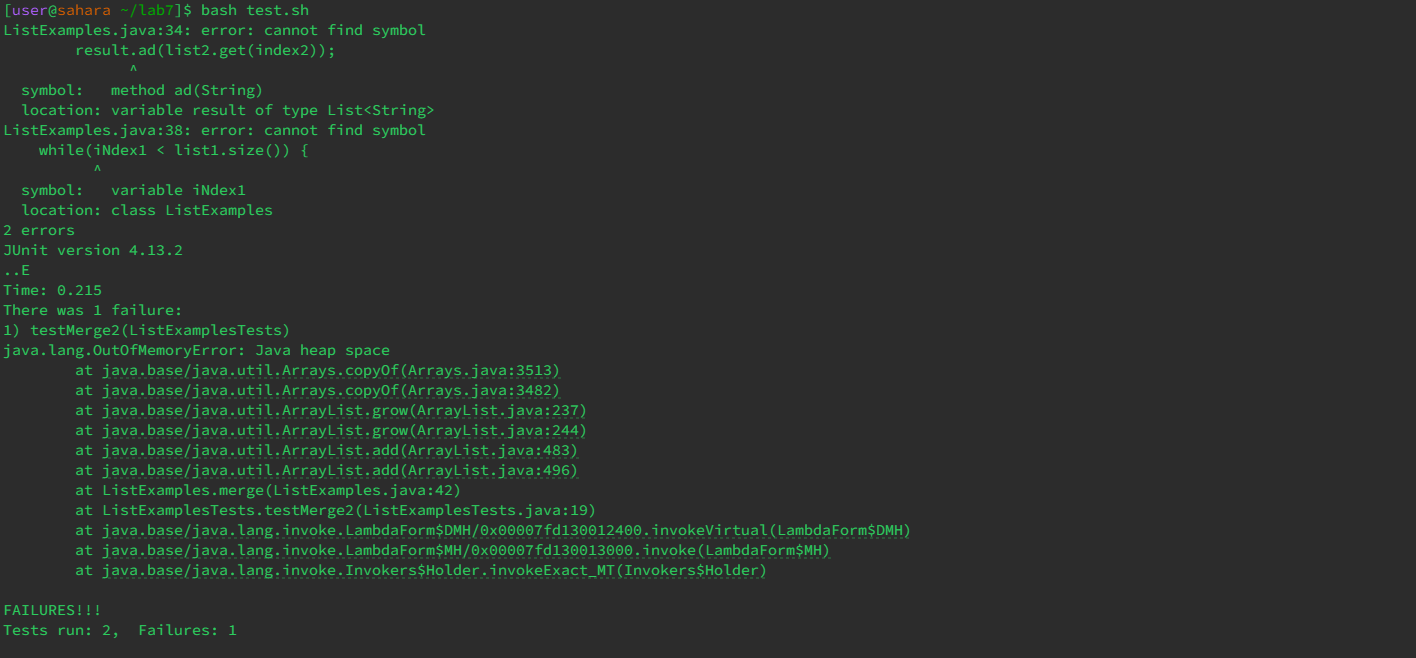 [user@sahara ~/lab7]$ bash test.sh
ListExamples.java:34: error: cannot find symbol
        result.ad(list2.get(index2));
              ^
  symbol:   method ad(String)
  location: variable result of type List<String>
ListExamples.java:38: error: cannot find symbol
    while(iNdex1 < list1.size()) {
          ^
  symbol:   variable iNdex1
  location: class ListExamples
2 errors
JUnit version 4.13.2
..E
Time: 0.215
There was 1 failure:
1) testMerge2(ListExamplesTests)
java.lang.OutOfMemoryError: Java heap space
        at java.base/java.util.Arrays.copyOf(Arrays.java:3513)
        at java.base/java.util.Arrays.copyOf(Arrays.java:3482)
        at java.base/java.util.ArrayList.grow(ArrayList.java:237)
        at java.base/java.util.ArrayList.grow(ArrayList.java:244)
        at java.base/java.util.ArrayList.add(ArrayList.java:483)
        at java.base/java.util.ArrayList.add(ArrayList.java:496)
        at ListExamples.merge(ListExamples.java:42)
        at ListExamplesTests.testMerge2(ListExamplesTests.java:19)
        at java.base/java.lang.invoke.LambdaForm$DMH/0x00007fd130012400.invokeVirtual(LambdaForm$DMH)
        at java.base/java.lang.invoke.LambdaForm$MH/0x00007fd130013000.invoke(LambdaForm$MH)
        at java.base/java.lang.invoke.Invokers$Holder.invokeExact_MT(Invokers$Holder)

FAILURES!!!
Tests run: 2,  Failures: 1